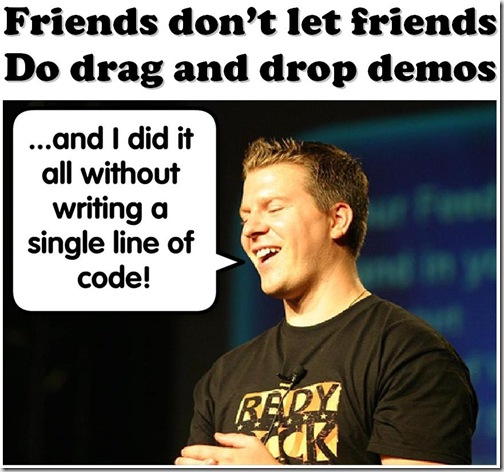 Friends don’t let friends
Do drag and drop demos
...and I did it
all without
writing a
single line of
code!